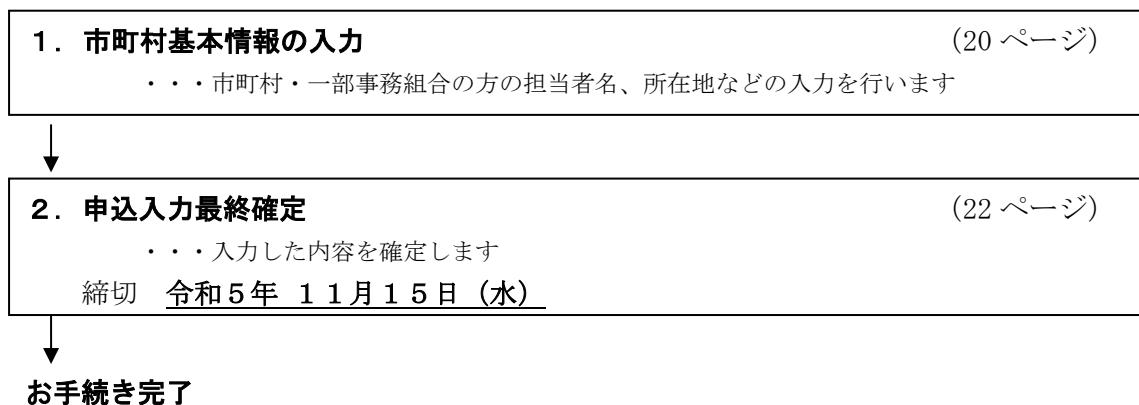 １．市町村基本情報の入力 （20 ページ）
・・・市町村・一部事務組合の方の担当者名、所在地などの入力を行います
２．申込入力最終確定 （22 ページ）
・・・入力した内容を確定します
締切 令和５年 １１月１５日（水）
お手続き完了